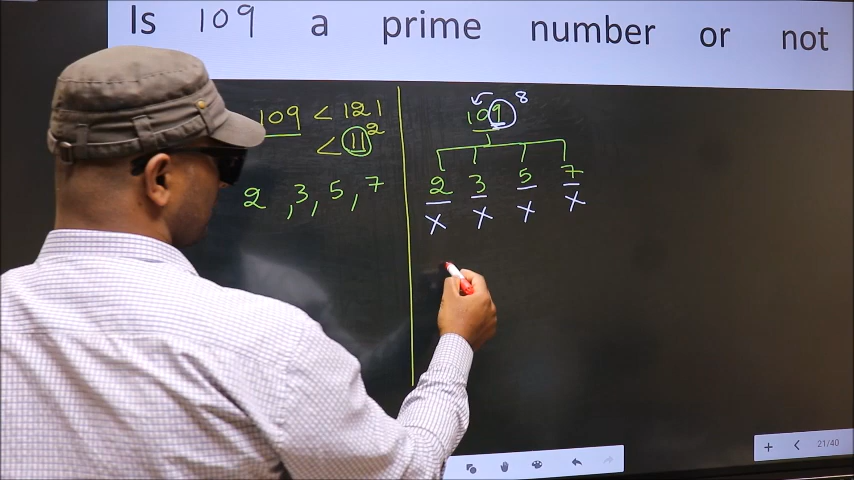 Is 109 a prime number or not
109 < 121
< 11²
2, 3, 5, 7
109 8
2 3 5 7
X X X X
21/40